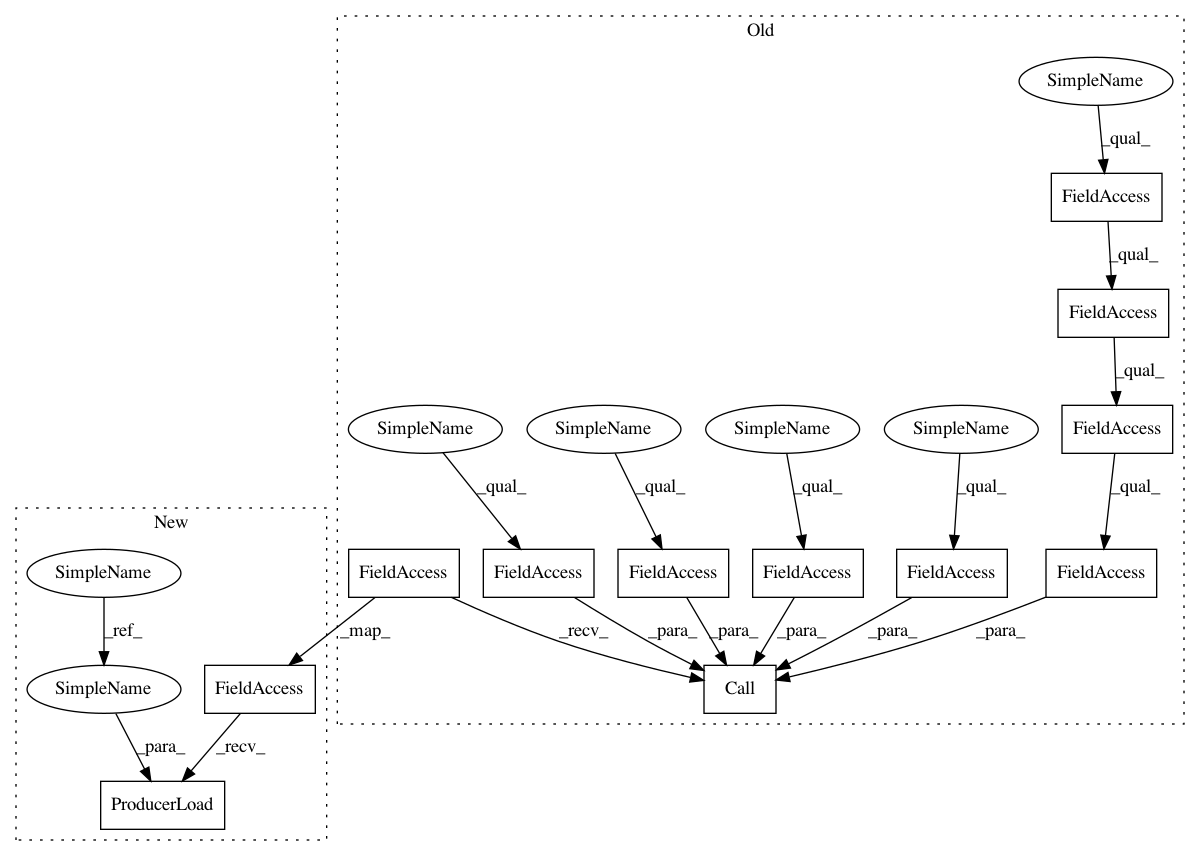 Old
SimpleName
_qual_
FieldAccess
_qual_
FieldAccess
_qual_
SimpleName SimpleName SimpleName SimpleName FieldAccess
_qual_ _qual_ _qual_ _qual_ _qual_
New
SimpleName FieldAccess FieldAccess FieldAccess FieldAccess FieldAccess FieldAccess
_ref_ _map_ _recv_ _para_ _para_ _para_ _para_ _para_
SimpleName FieldAccess Call
_para_ _recv_
ProducerLoad